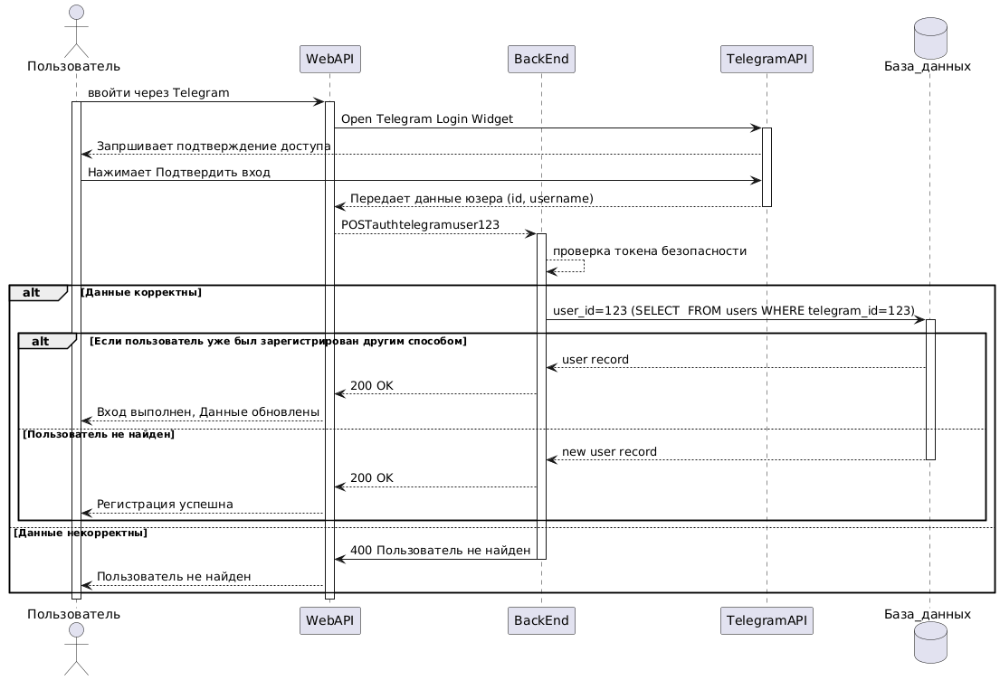 Пользователь
WebAPI
BackEnd
TelegramAPI
База_данных
ввойти через Telegram
Open Telegram Login Widget
Запршивает подтверждение доступа
Нажимает Подтвердить вход
Передает данные юзера (id, username)
POSTauthtelegramuser123
проверка токена безопасности
alt [Данные корректны]
user_id=123 (SELECT  FROM users WHERE telegram_id=123)
alt [Если пользователь уже был зарегистрирован другим способом]
user record
200 OK
Вход выполнен, Данные обновлены
[Пользователь не найден]
new user record
200 OK
Регистрация успешна
[Данные некорректны]
400 Пользователь не найден
Пользователь не найден
Пользователь
WebAPI
BackEnd
TelegramAPI
База_данных